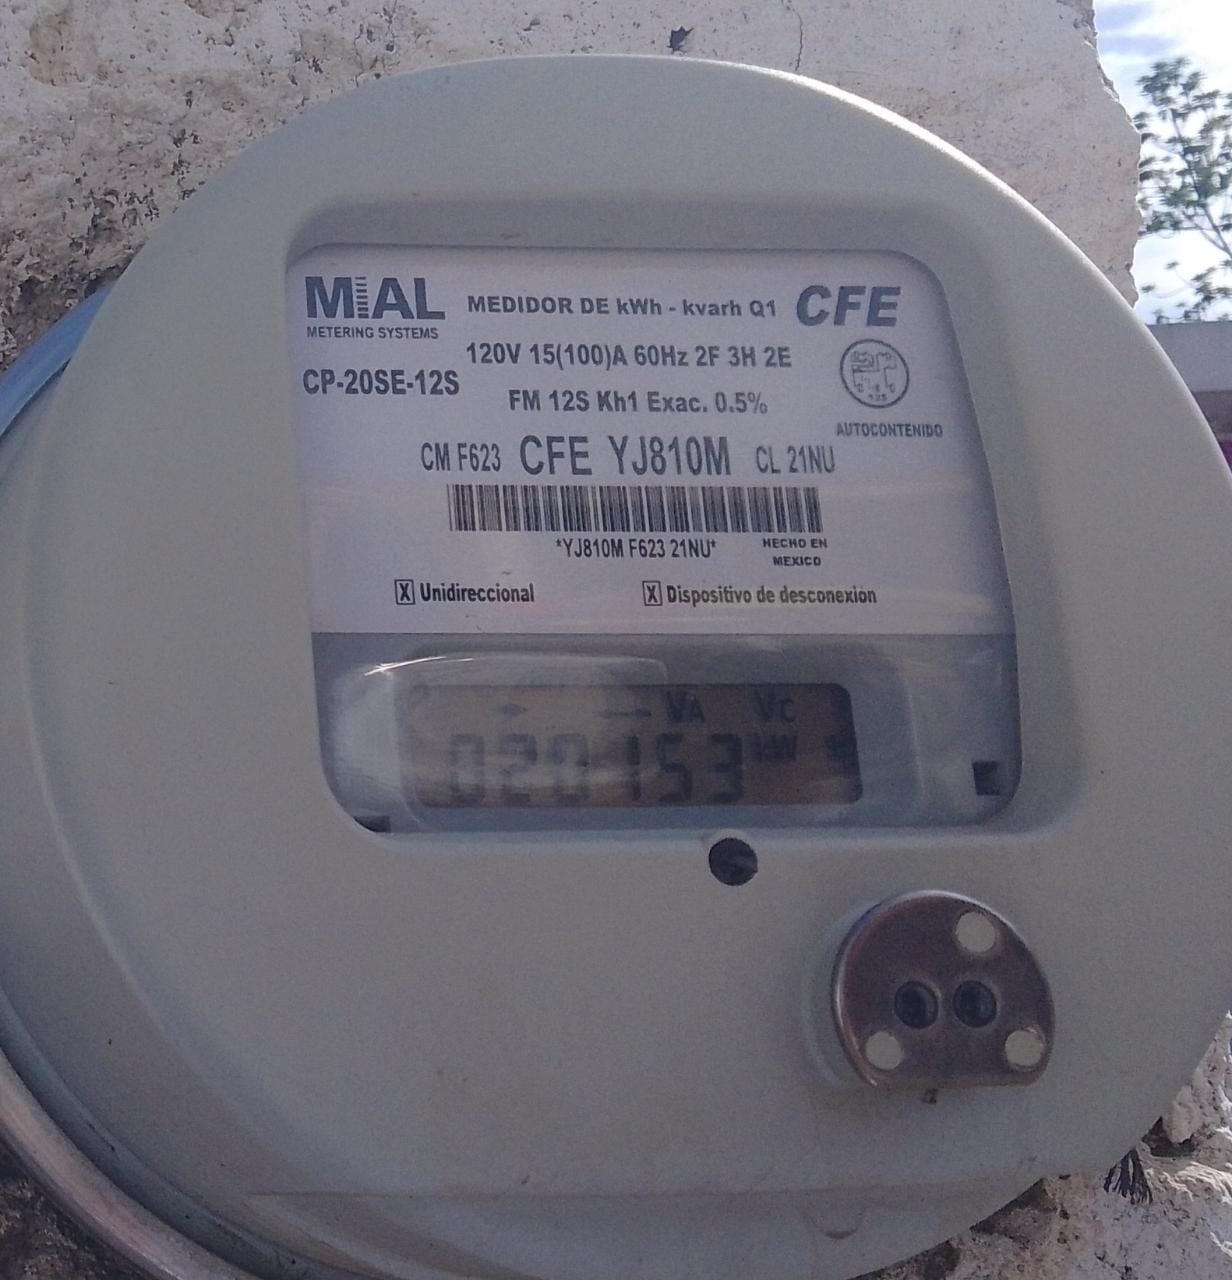 MIAL
METERING SYSTEMS
MEDIDOR DE kWh - kvarh Q1
CFE
120V 15(100)A 60Hz 2F 3H 2E
CP-20SE-12S
FM 12S Kh1 Exac. 0.5%
AUTOCONTENIDO
CM F623 CFE YJ810M CL 21NU
*YJ810M F623 21NU*
HECHO EN
MEXICO
X Unidireccional
X Dispositivo de desconexión
VA VC
020153 kW